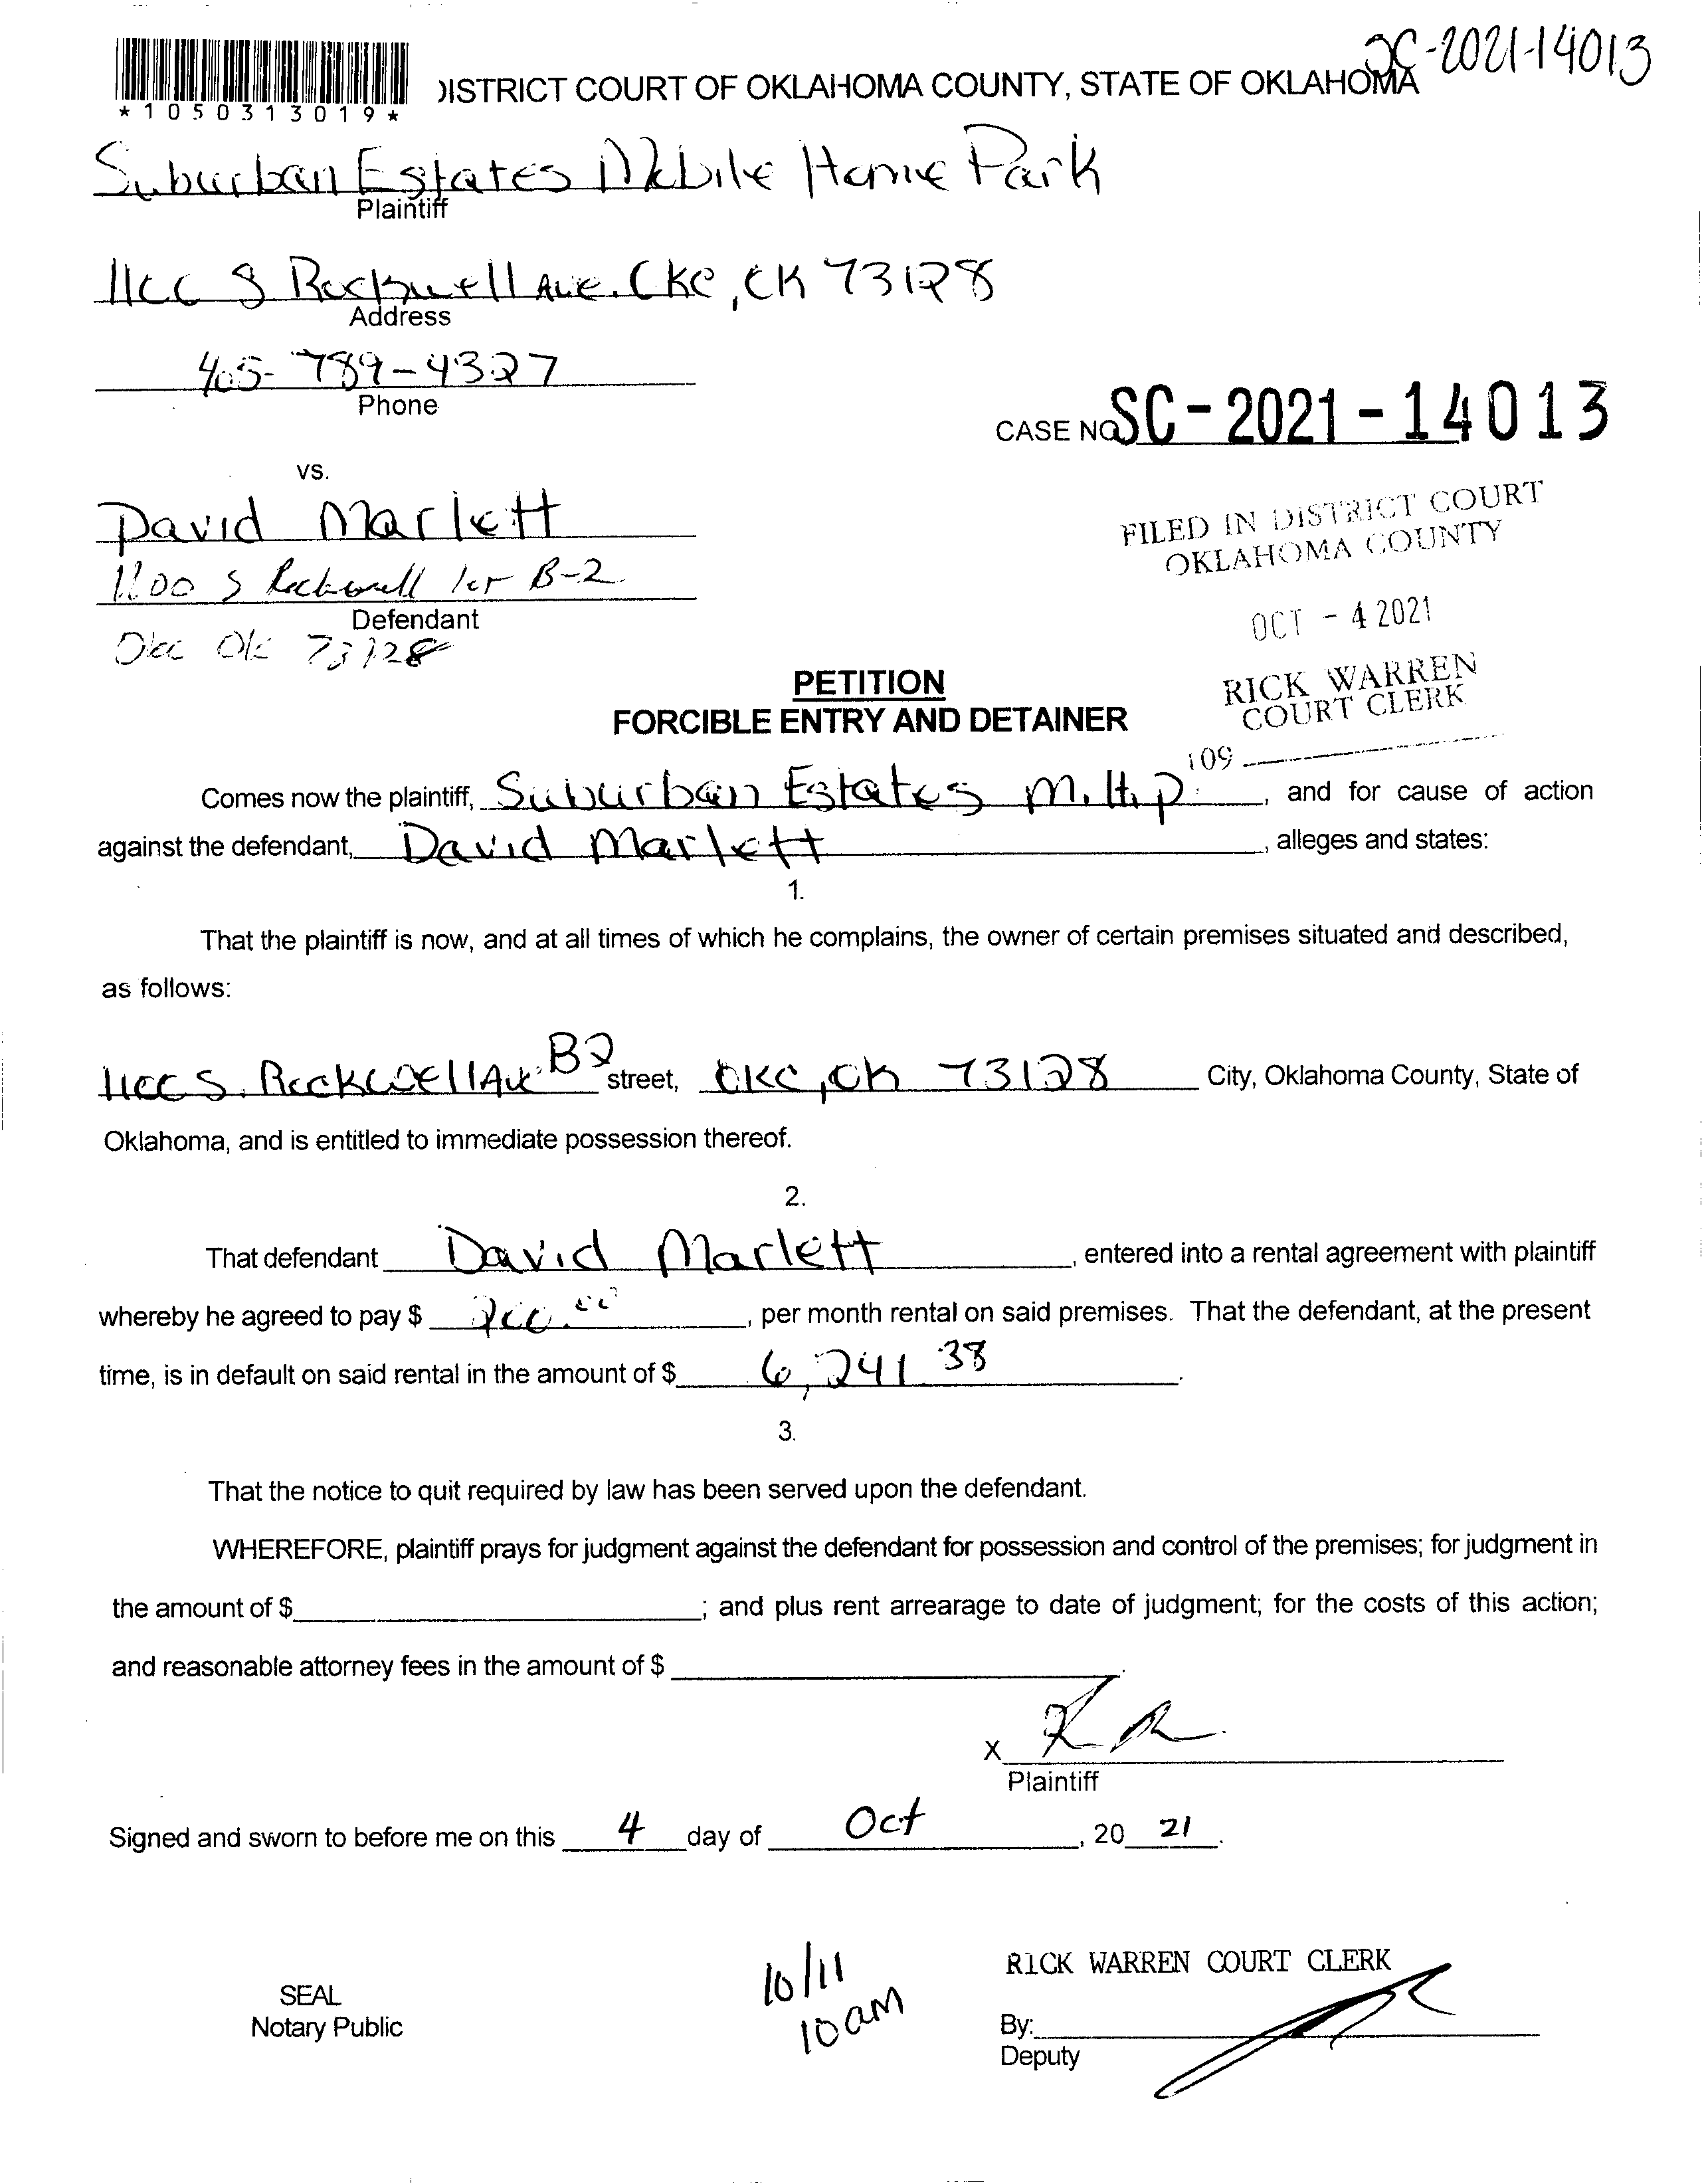 SC-2021-14013
*1050313019*
DISTRICT COURT OF OKLAHOMA COUNTY, STATE OF OKLAHOMA
Suburban Estates Mobile Home Park
Plaintiff
1100 S Rockwell Ave. OKC, OK 73128
Address
405-789-4327
Phone
CASE NO SC-2021-14013
vs.
David Marlett
1100 S Rockwell lot B-2
Defendant
Okc Ok 73128
FILED IN DISTRICT COURT
OKLAHOMA COUNTY
OCT - 4 2021
RICK WARREN
COURT CLERK
109
PETITION
FORCIBLE ENTRY AND DETAINER
Comes now the plaintiff, Suburban Estates M.H.P. , and for cause of action
against the defendant, David Marlett , alleges and states:
1.
That the plaintiff is now, and at all times of which he complains, the owner of certain premises situated and described,
as follows:
1100 S. Rockwell Ave B2 street, OKC, OK 73128 City, Oklahoma County, State of
Oklahoma, and is entitled to immediate possession thereof.
2.
That defendant David Marlett , entered into a rental agreement with plaintiff
whereby he agreed to pay $ , per month rental on said premises. That the defendant, at the present
time, is in default on said rental in the amount of $ 6,241.38 .
3.
That the notice to quit required by law has been served upon the defendant.
WHEREFORE, plaintiff prays for judgment against the defendant for possession and control of the premises; for judgment in
the amount of $ ; and plus rent arrearage to date of judgment; for the costs of this action;
and reasonable attorney fees in the amount of $ .
X
Plaintiff
Signed and sworn to before me on this 4 day of Oct , 20 21 .
10/11
10am
RICK WARREN COURT CLERK
SEAL
Notary Public
By:
Deputy